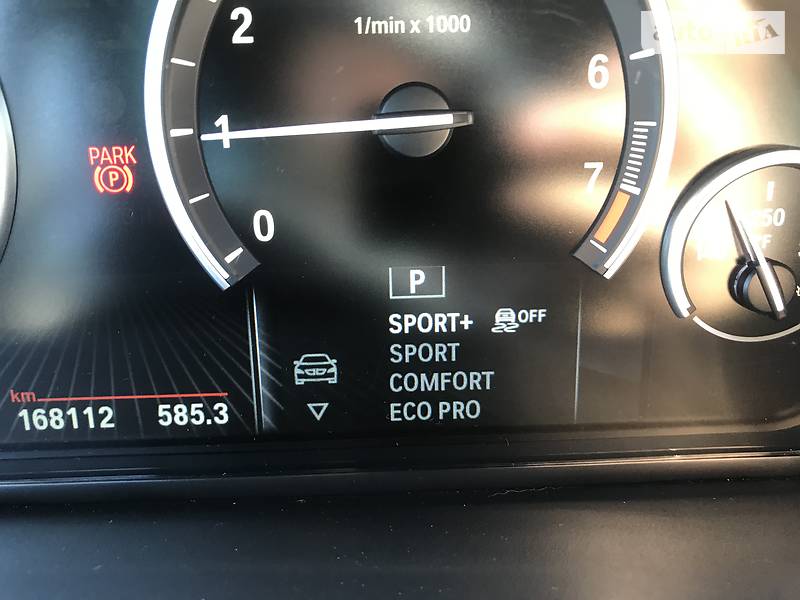 2
1/min x 1000
6
1
PARK
P
7
0
P
SPORT+ OFF
SPORT
COMFORT
ECO PRO
km
168112 585.3